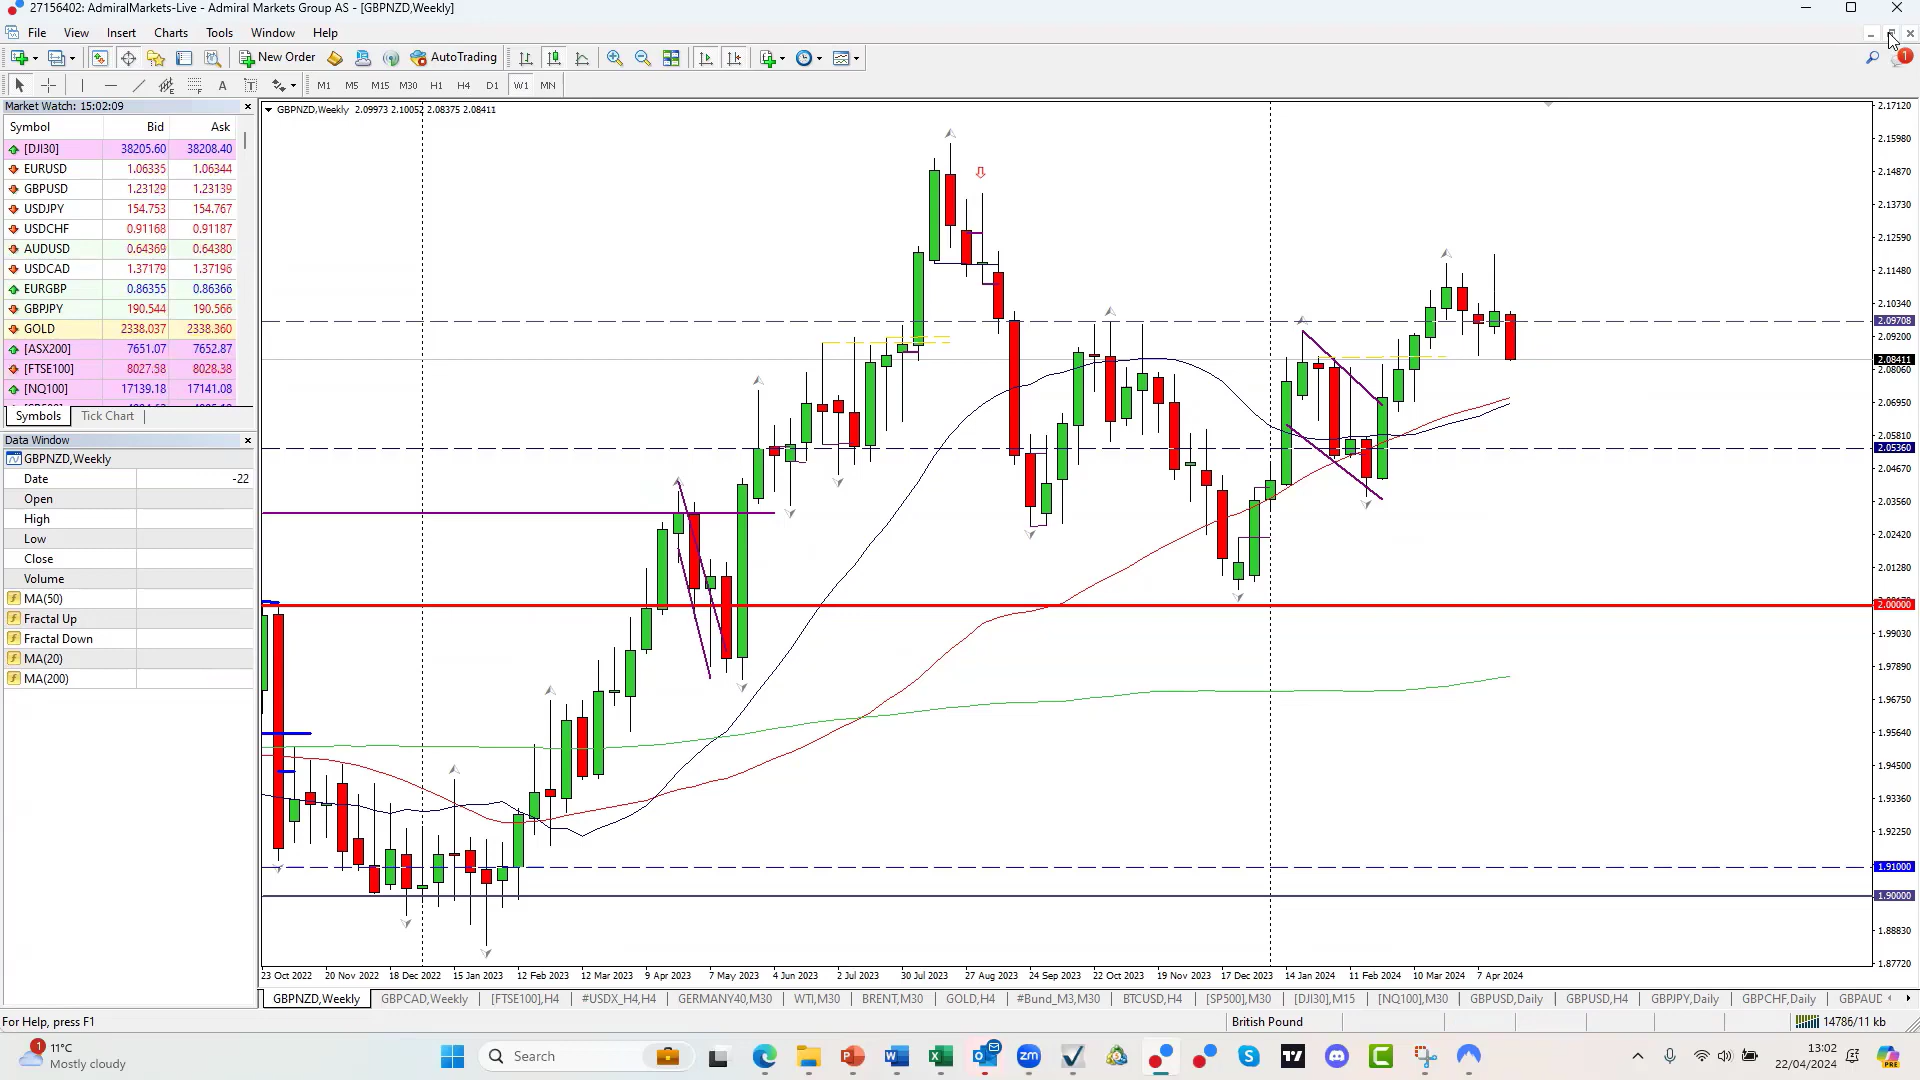 27156402: AdmiralMarkets-Live - Admiral Markets Group AS - [GBPNZD,Weekly]
File View Insert Charts Tools Window Help
New Order AutoTrading 1
A T M1 M5 M15 M30 H1 H4 D1 W1 MN
Market Watch: 15:02:09
Symbol Bid Ask
[DJI30] 38205.60 38208.40
EURUSD 1.06335 1.06344
GBPUSD 1.23129 1.23139
USDJPY 154.753 154.767
USDCHF 0.91168 0.91187
AUDUSD 0.64369 0.64380
USDCAD 1.37179 1.37196
EURGBP 0.86355 0.86366
GBPJPY 190.544 190.566
GOLD 2338.037 2338.360
[ASX200] 7651.07 7652.87
[FTSE100] 8027.58 8028.38
[NQ100] 17139.18 17141.08
Symbols Tick Chart
Data Window
GBPNZD,Weekly
Date -22
Open
High
Low
Close
Volume
MA(50)
Fractal Up
Fractal Down
MA(20)
MA(200)
GBPNZD,Weekly 2.09973 2.10052 2.08375 2.08411
2.17120
2.15980
2.14870
2.13730
2.12590
2.11480
2.10340
2.09708
2.09200
2.08411
2.08060
2.06950
2.05810
2.05360
2.04670
2.03560
2.02420
2.01280
2.00000
1.99030
1.97890
1.96750
1.95640
1.94500
1.93360
1.92250
1.91000
1.90000
1.88830
1.87720
23 Oct 2022 20 Nov 2022 18 Dec 2022 15 Jan 2023 12 Feb 2023 12 Mar 2023 9 Apr 2023 7 May 2023 4 Jun 2023 2 Jul 2023 30 Jul 2023 27 Aug 2023 24 Sep 2023 22 Oct 2023 19 Nov 2023 17 Dec 2023 14 Jan 2024 11 Feb 2024 10 Mar 2024 7 Apr 2024
GBPNZD,Weekly GBPCAD,Weekly [FTSE100],H4 #USDX_H4,H4 GERMANY40,M30 WTI,M30 BRENT,M30 GOLD,H4 #Bund_M3,M30 BTCUSD,H4 [SP500],M30 [DJI30],M15 [NQ100],M30 GBPUSD,Daily GBPUSD,H4 GBPJPY,Daily GBPCHF,Daily GBPAUD
For Help, press F1 British Pound 14786/11 kb
1 11°C
Mostly cloudy
Search
13:02
22/04/2024